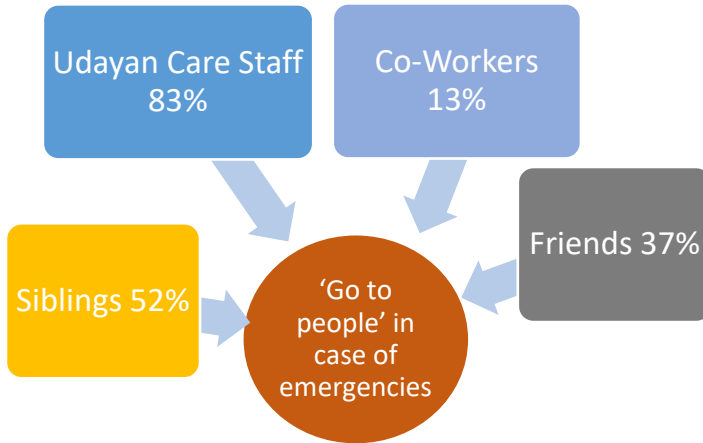 Udayan Care Staff
83%
Co-Workers
13%
Siblings 52%
Friends 37%
‘Go to
people’ in
case of
emergencies